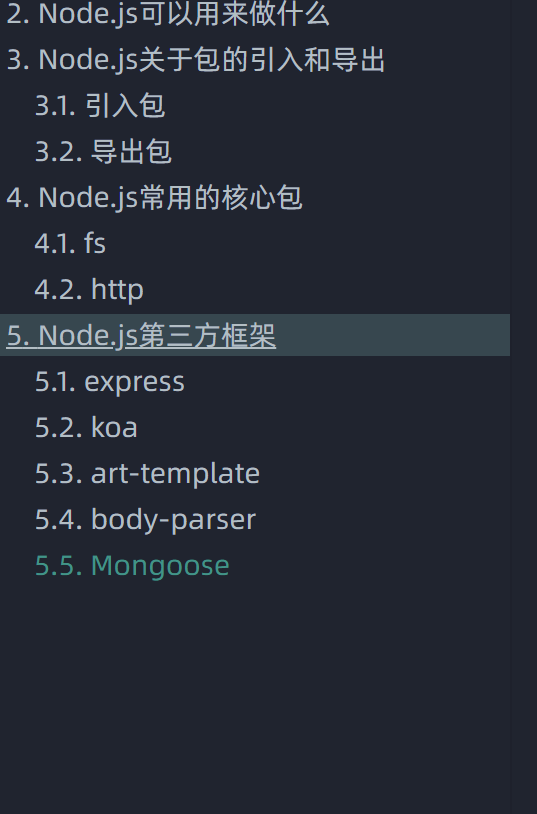 2. Node.js可以用来做什么
3. Node.js关于包的引入和导出
3.1. 引入包
3.2. 导出包
4. Node.js常用的核心包
4.1. fs
4.2. http
5. Node.js第三方框架
5.1. express
5.2. koa
5.3. art-template
5.4. body-parser
5.5. Mongoose